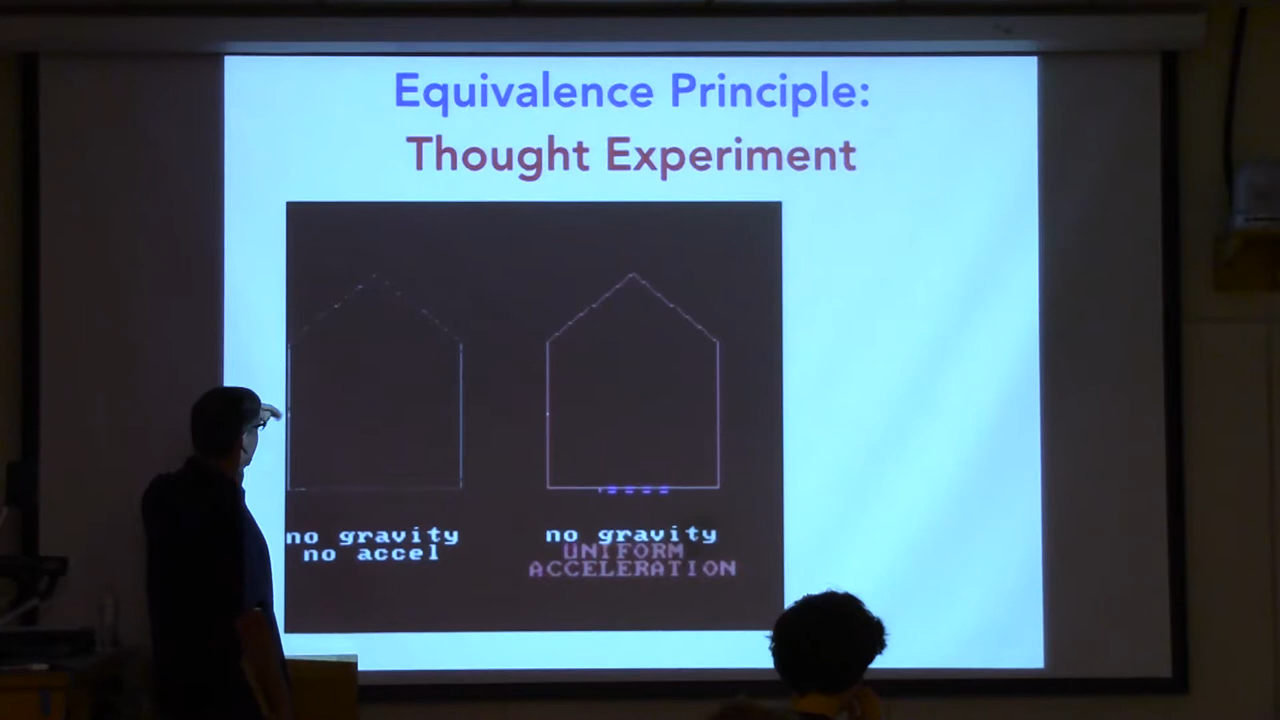 Equivalence Principle:
Thought Experiment
no gravity
no accel
no gravity
UNIFORM
ACCELERATION